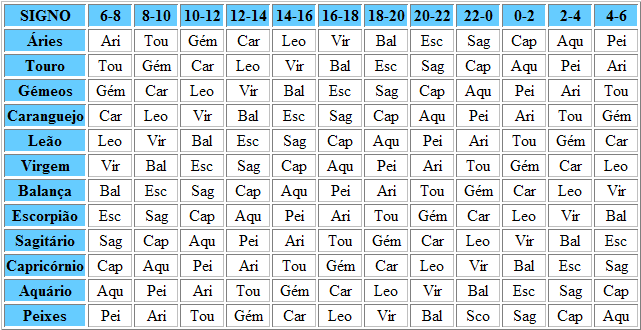 SIGNO 6-8 8-10 10-12 12-14 14-16 16-18 18-20 20-22 22-0 0-2 2-4 4-6
Áries Ari Tou Gém Car Leo Vir Bal Esc Sag Cap Aqu Pei
Touro Tou Gém Car Leo Vir Bal Esc Sag Cap Aqu Pei Ari
Gémeos Gém Car Leo Vir Bal Esc Sag Cap Aqu Pei Ari Tou
Caranguejo Car Leo Vir Bal Esc Sag Cap Aqu Pei Ari Tou Gém
Leão Leo Vir Bal Esc Sag Cap Aqu Pei Ari Tou Gém Car
Virgem Vir Bal Esc Sag Cap Aqu Pei Ari Tou Gém Car Leo
Balança Bal Esc Sag Cap Aqu Pei Ari Tou Gém Car Leo Vir
Escorpião Esc Sag Cap Aqu Pei Ari Tou Gém Car Leo Vir Bal
Sagitário Sag Cap Aqu Pei Ari Tou Gém Car Leo Vir Bal Esc
Capricórnio Cap Aqu Pei Ari Tou Gém Car Leo Vir Bal Esc Sag
Aquário Aqu Pei Ari Tou Gém Car Leo Vir Bal Esc Sag Cap
Peixes Pei Ari Tou Gém Car Leo Vir Bal Sco Sag Cap Aqu